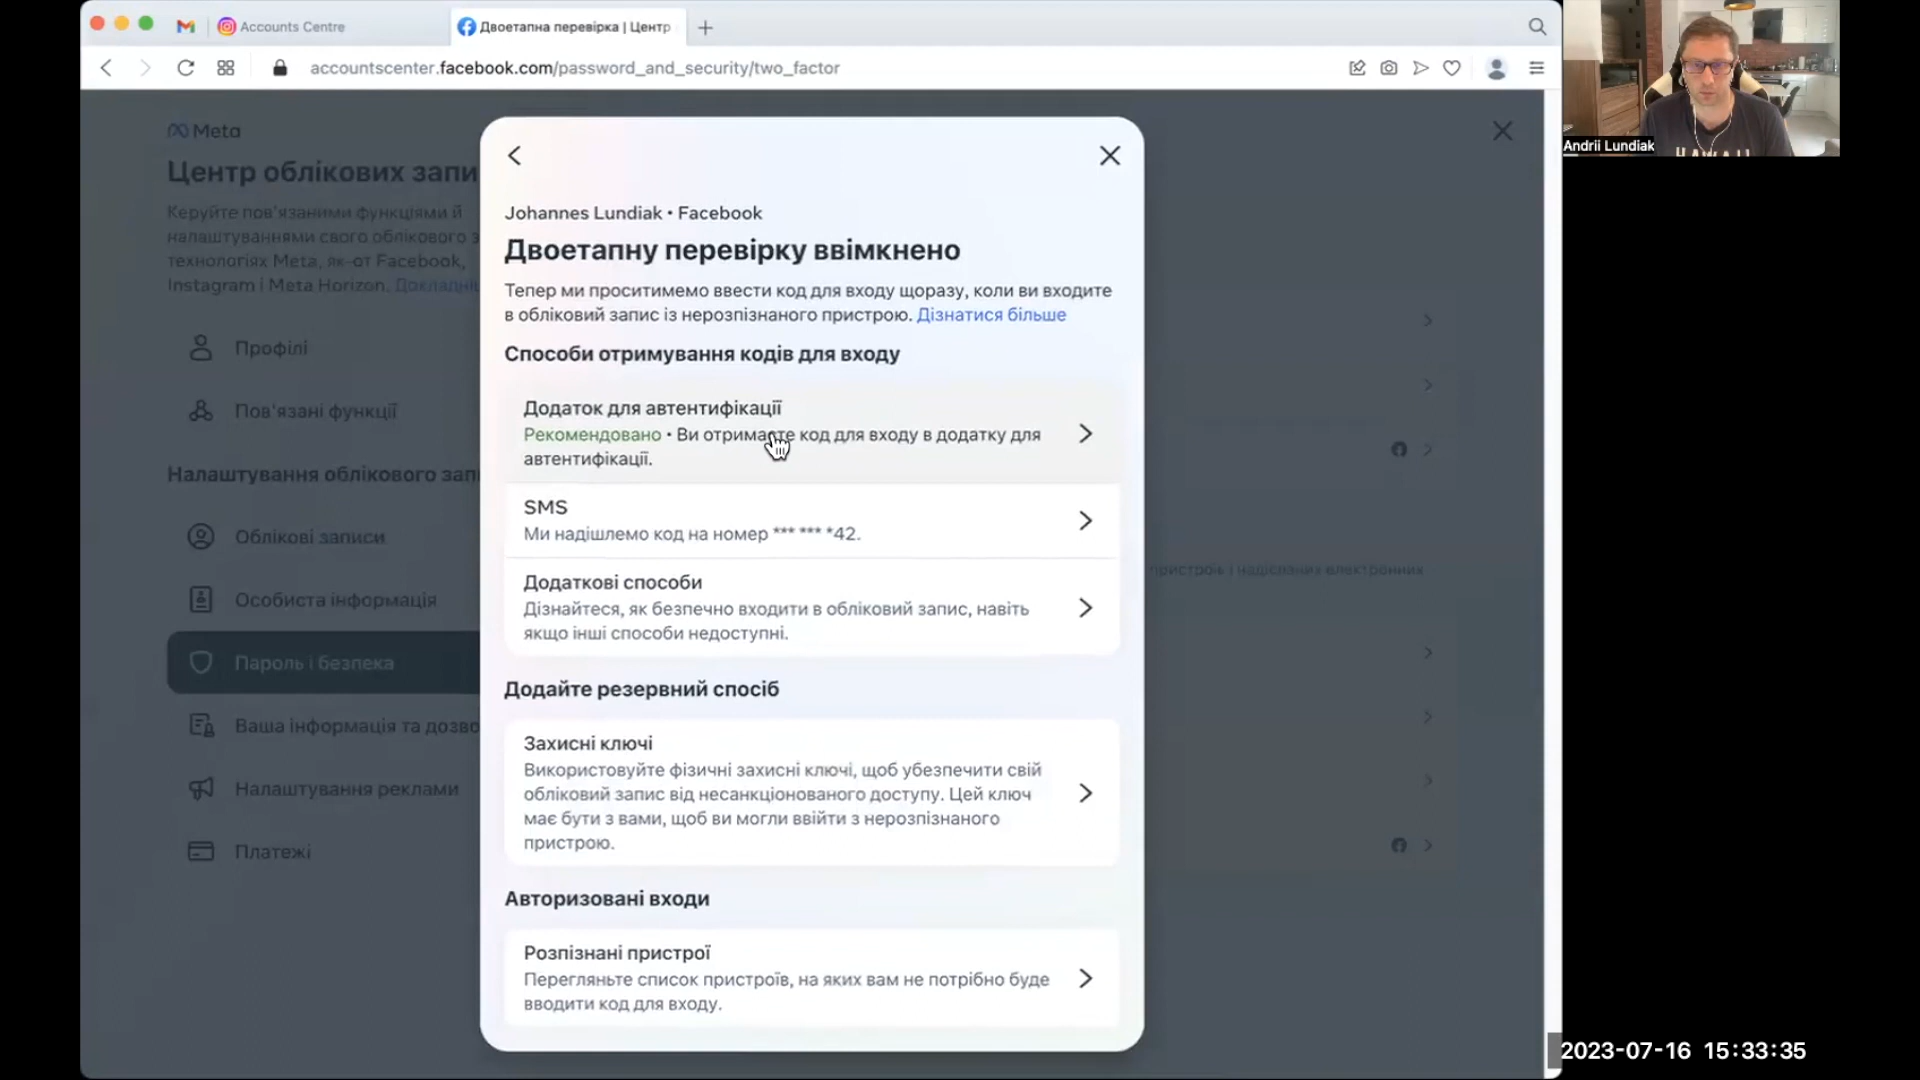 Accounts Centre
Двоетапна перевірка | Центр
accountscenter.facebook.com/password_and_security/two_factor
Andrii Lundiak
HAWAII
Meta
Центр облікових запи
Керуйте пов'язаними функціями й
налаштуваннями свого облікового з
технологіях Meta, як-от Facebook,
Instagram і Meta Horizon. Докладні
Профілі
Пов'язані функції
Налаштування облікового зап
Облікові записи
Особиста інформація
Пароль і безпека
Ваша інформація та дозво
Налаштування реклами
Платежі
Johannes Lundiak • Facebook
Двоетапну перевірку ввімкнено
Тепер ми проситимемо ввести код для входу щоразу, коли ви входите
в обліковий запис із нерозпізнаного пристрою. Дізнатися більше
Способи отримування кодів для входу
Додаток для автентифікації
Рекомендовано • Ви отримаєте код для входу в додатку для
автентифікації.
SMS
Ми надішлемо код на номер *** *** *42.
Додаткові способи
Дізнайтеся, як безпечно входити в обліковий запис, навіть
якщо інші способи недоступні.
Додайте резервний спосіб
Захисні ключі
Використовуйте фізичні захисні ключі, щоб убезпечити свій
обліковий запис від несанкціонованого доступу. Цей ключ
має бути з вами, щоб ви могли ввійти з нерозпізнаного
пристрою.
Авторизовані входи
Розпізнані пристрої
Перегляньте список пристроїв, на яких вам не потрібно буде
вводити код для входу.
пристроїв і надісланих електронних
2023-07-16 15:33:35